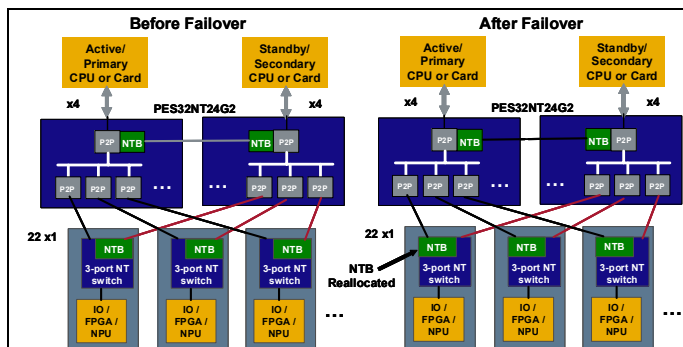 Before Failover
After Failover
Active/
Primary
CPU or Card
Standby/
Secondary
CPU or Card
Active/
Primary
CPU or Card
Standby/
Secondary
CPU or Card
x4
x4
x4
x4
PES32NT24G2
PES32NT24G2
P2P
NTB
NTB
P2P
P2P
NTB
NTB
P2P
P2P
P2P
P2P
...
...
P2P
P2P
P2P
P2P
P2P
P2P
...
...
P2P
P2P
P2P
22 x1
22 x1
NTB
NTB
NTB
NTB
NTB
NTB
3-port NT
switch
3-port NT
switch
3-port NT
switch
NTB
Reallocated
3-port NT
switch
3-port NT
switch
3-port NT
switch
IO /
FPGA /
NPU
IO /
FPGA /
NPU
IO /
FPGA /
NPU
...
IO /
FPGA /
NPU
IO /
FPGA /
NPU
IO /
FPGA /
NPU
...